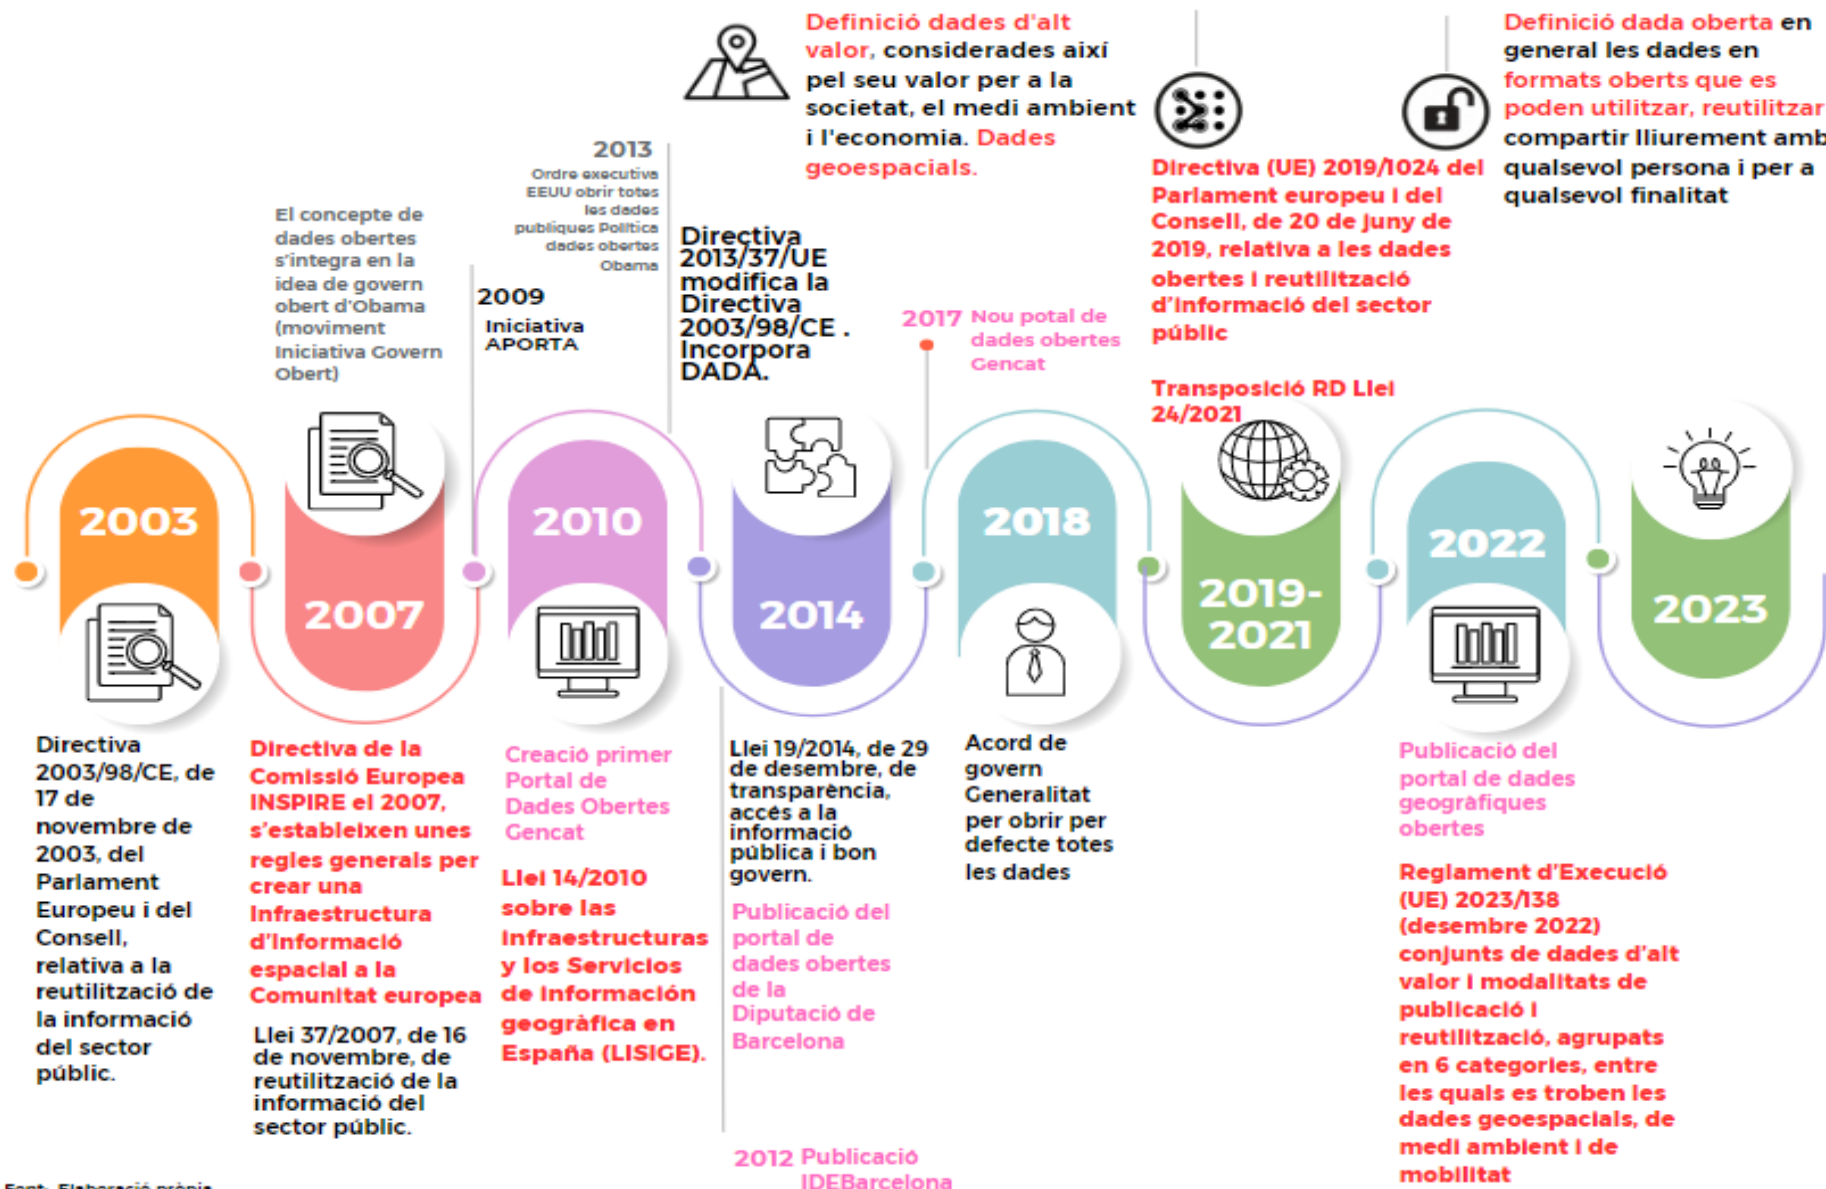 Definició dades d'alt
valor, considerades així
pel seu valor per a la
societat, el medi ambient
i l'economia. Dades
geoespacials.
Definició dada oberta en
general les dades en
formats oberts que es
poden utilitzar, reutilitzar
compartir lliurement amb
qualsevol persona i per a
qualsevol finalitat
2013
Ordre executiva
EEUU obrir totes
les dades
publiques Política
dades obertes
Obama
El concepte de
dades obertes
s'integra en la
idea de govern
obert d'Obama
(moviment
Iniciativa Govern
Obert)
2009
Iniciativa
APORTA
Directiva
2013/37/UE
modifica la
Directiva
2003/98/CE .
Incorpora
DADA.
2017 Nou potal de
dades obertes
Gencat
Directiva (UE) 2019/1024 del
Parlament europeu i del
Consell, de 20 de juny de
2019, relativa a les dades
obertes i reutilització
d'informació del sector
públic
Transposició RD Llei
24/2021
2003
2007
2010
2014
2018
2019-
2021
2022
2023
Directiva
2003/98/CE, de
17 de
novembre de
2003, del
Parlament
Europeu i del
Consell,
relativa a la
reutilització de
la informació
del sector
públic.
Directiva de la
Comissió Europea
INSPIRE el 2007,
s'estableixen unes
regles generals per
crear una
Infraestructura
d'Informació
espacial a la
Comunitat europea
Llei 37/2007, de 16
de novembre, de
reutilització de la
informació del
sector públic.
Creació primer
Portal de
Dades Obertes
Gencat
Llei 14/2010
sobre las
infraestructuras
y los Servicios
de información
geogràfica en
España (LISIGE).
Llei 19/2014, de 29
de desembre, de
transparència,
accés a la
informació
pública i bon
govern.
Publicació del
portal de
dades obertes
de la
Diputació de
Barcelona
2012 Publicació
IDEBarcelona
Acord de
govern
Generalitat
per obrir per
defecte totes
les dades
Publicació del
portal de dades
geogràfiques
obertes
Reglament d'Execució
(UE) 2023/138
(desembre 2022)
conjunts de dades d'alt
valor i modalitats de
publicació i
reutilització, agrupats
en 6 categories, entre
les quals es troben les
dades geoespacials, de
medi ambient i de
mobilitat
Font: Elaboració pròpia